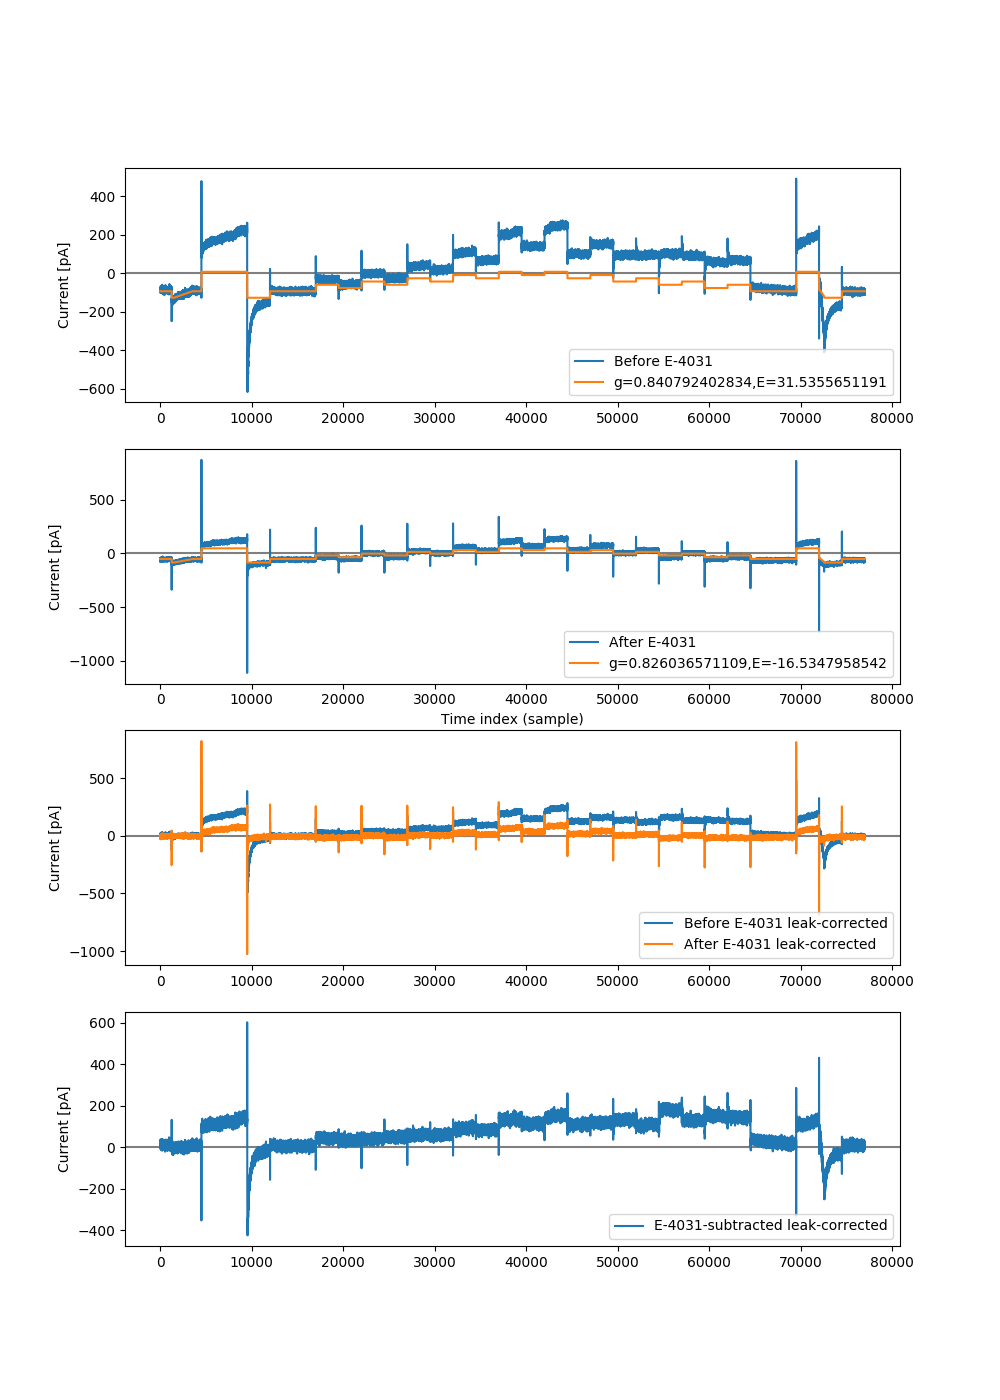 400
200
0
−200
−400
−600
Current [pA]
Before E-4031
g=0.840792402834,E=31.5355651191
0 10000 20000 30000 40000 50000 60000 70000 80000
500
0
−500
−1000
Current [pA]
After E-4031
g=0.826036571109,E=-16.5347958542
0 10000 20000 30000 40000 50000 60000 70000 80000
Time index (sample)
500
0
−500
−1000
Current [pA]
Before E-4031 leak-corrected
After E-4031 leak-corrected
0 10000 20000 30000 40000 50000 60000 70000 80000
600
400
200
0
−200
−400
Current [pA]
E-4031-subtracted leak-corrected
0 10000 20000 30000 40000 50000 60000 70000 80000